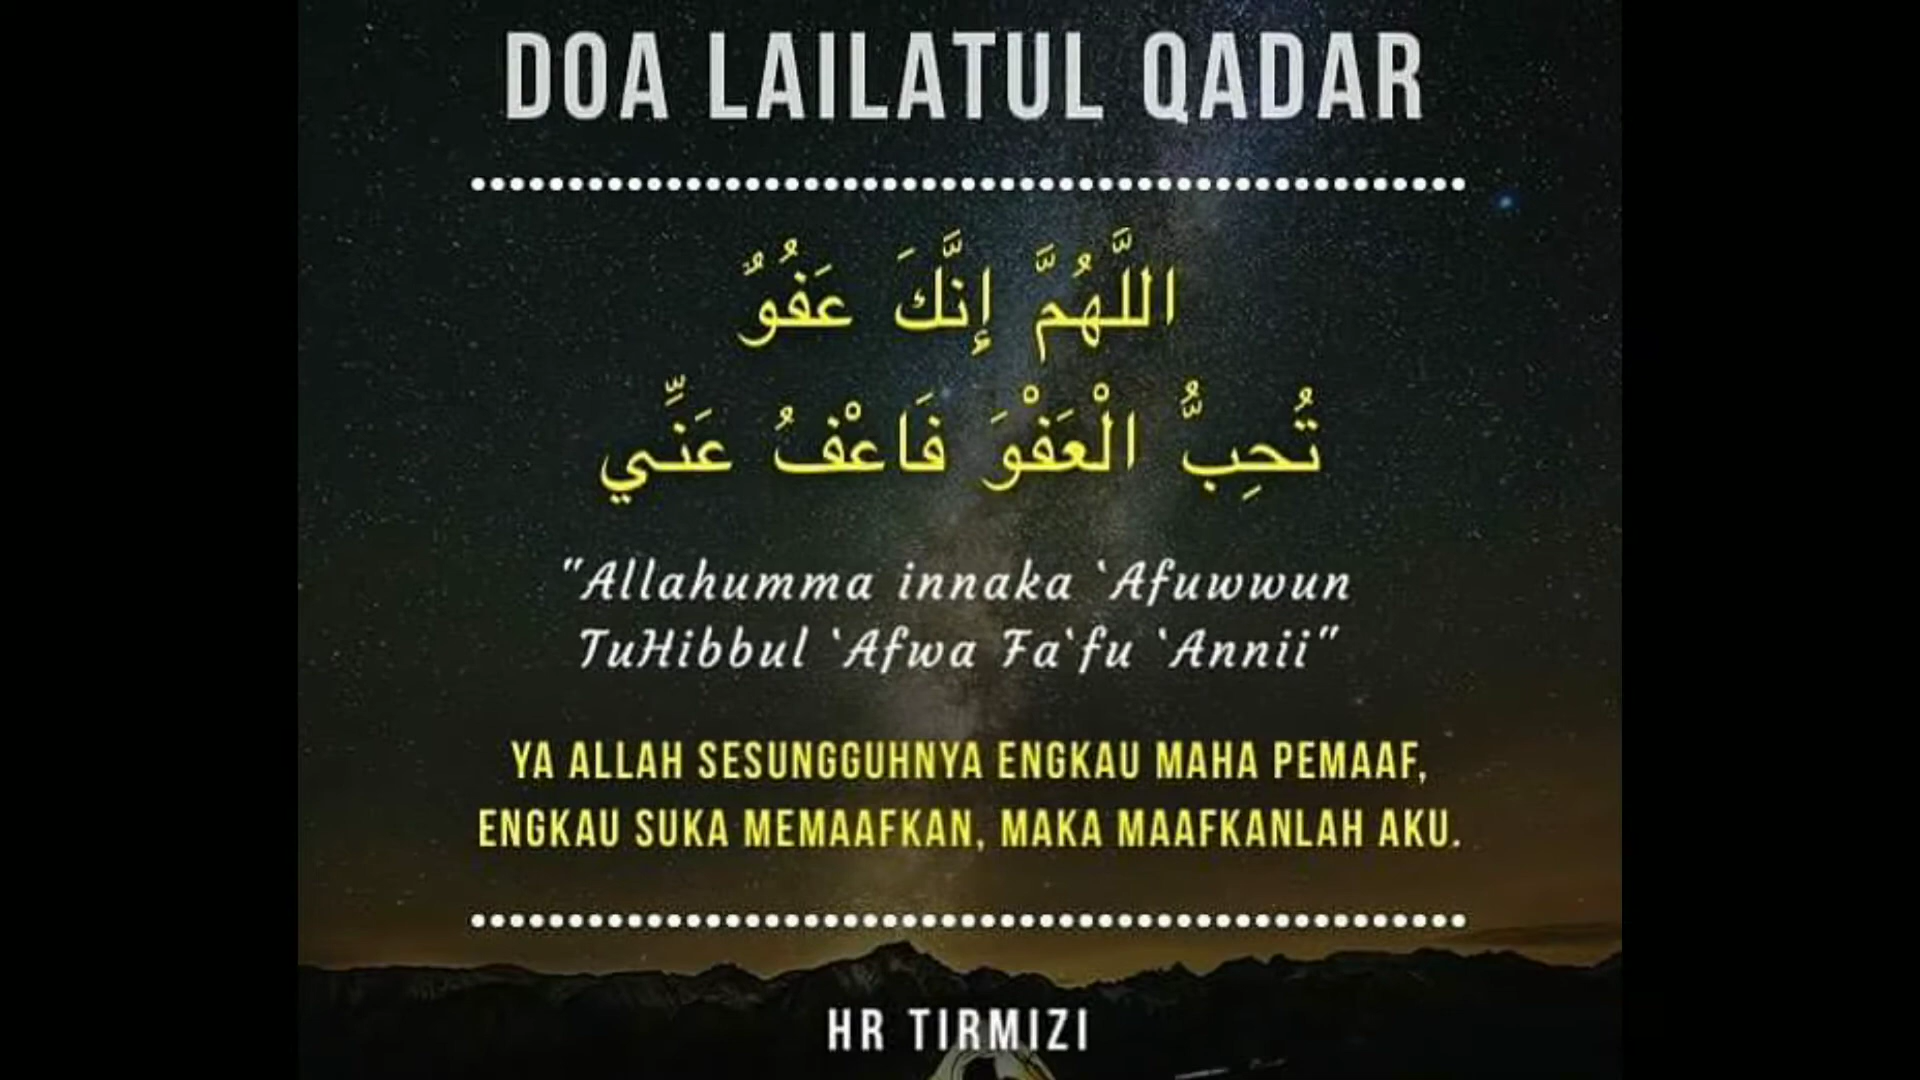 DOA LAILATUL QADAR
اللَّهُمَّ إِنَّكَ عَفُوٌّ
تُحِبُّ الْعَفْوَ فَاعْفُ عَنِّي
"Allahumma innaka `Afuwwun
TuHibbul `Afwa Fa`fu `Annii"
YA ALLAH SESUNGGUHNYA ENGKAU MAHA PEMAAF,
ENGKAU SUKA MEMAAFKAN, MAKA MAAFKANLAH AKU.
HR TIRMIZI